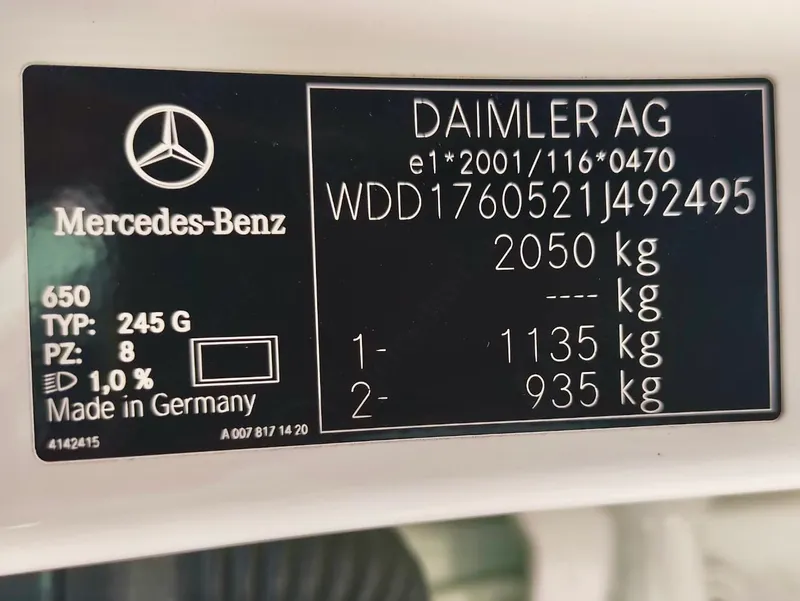 Mercedes-Benz
650
TYP: 245 G
PZ: 8
1,0 %
Made in Germany
4142415
A 007 817 14 20
DAIMLER AG
e1*2001/116*0470
WDD1760521J492495
2050 kg
---- kg
1- 1135 kg
2- 935 kg